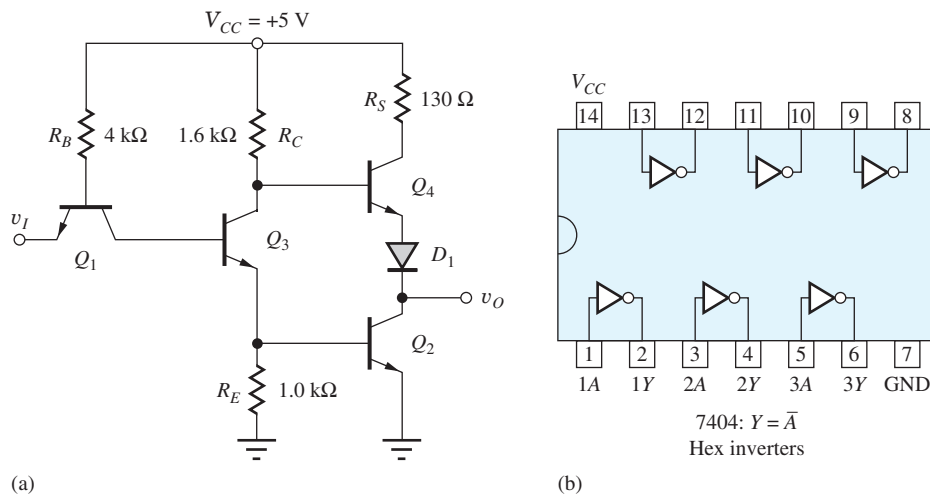 V_CC = +5 V
R_B 4 kΩ
1.6 kΩ R_C
R_S 130 Ω
v_I
Q_1
Q_3
Q_4
D_1
v_O
Q_2
R_E 1.0 kΩ
(a)
V_CC
14 13 12 11 10 9 8
1 2 3 4 5 6 7
1A 1Y 2A 2Y 3A 3Y GND
7404: Y = A̅
Hex inverters
(b)